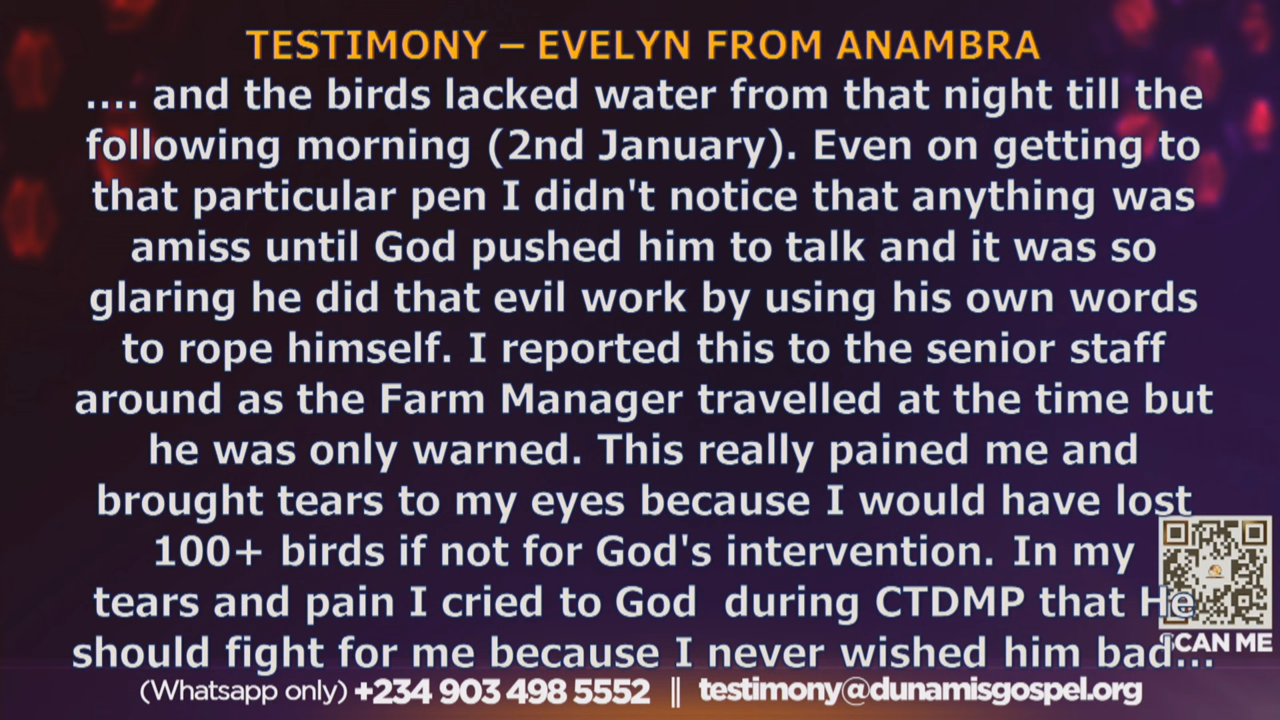 TESTIMONY – EVELYN FROM ANAMBRA
.... and the birds lacked water from that night till the
following morning (2nd January). Even on getting to
that particular pen I didn't notice that anything was
amiss until God pushed him to talk and it was so
glaring he did that evil work by using his own words
to rope himself. I reported this to the senior staff
around as the Farm Manager travelled at the time but
he was only warned. This really pained me and
brought tears to my eyes because I would have lost
100+ birds if not for God's intervention. In my
tears and pain I cried to God  during CTDMP that He
should fight for me because I never wished him bad...
SCAN ME
(Whatsapp only) +234 903 498 5552 || testimony@dunamisgospel.org